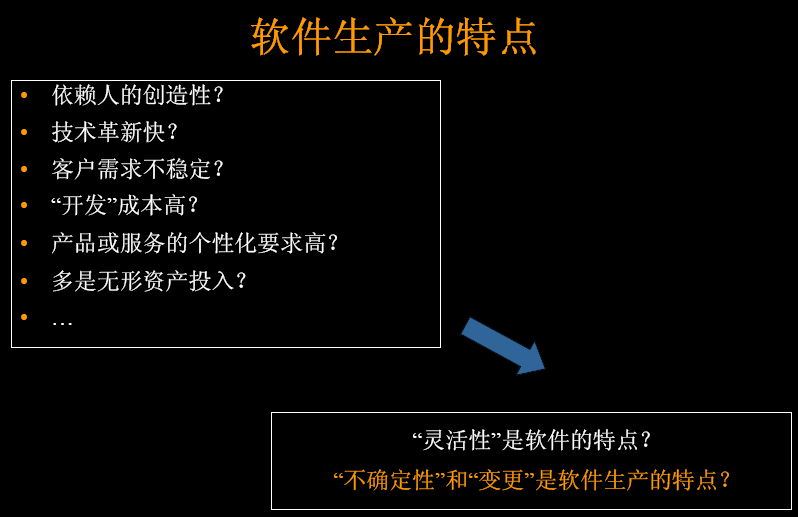 软件生产的特点
• 依赖人的创造性？
• 技术革新快？
• 客户需求不稳定？
• “开发”成本高？
• 产品或服务的个性化要求高？
• 多是无形资产投入？
• …
“灵活性”是软件的特点？
“不确定性”和“变更”是软件生产的特点？